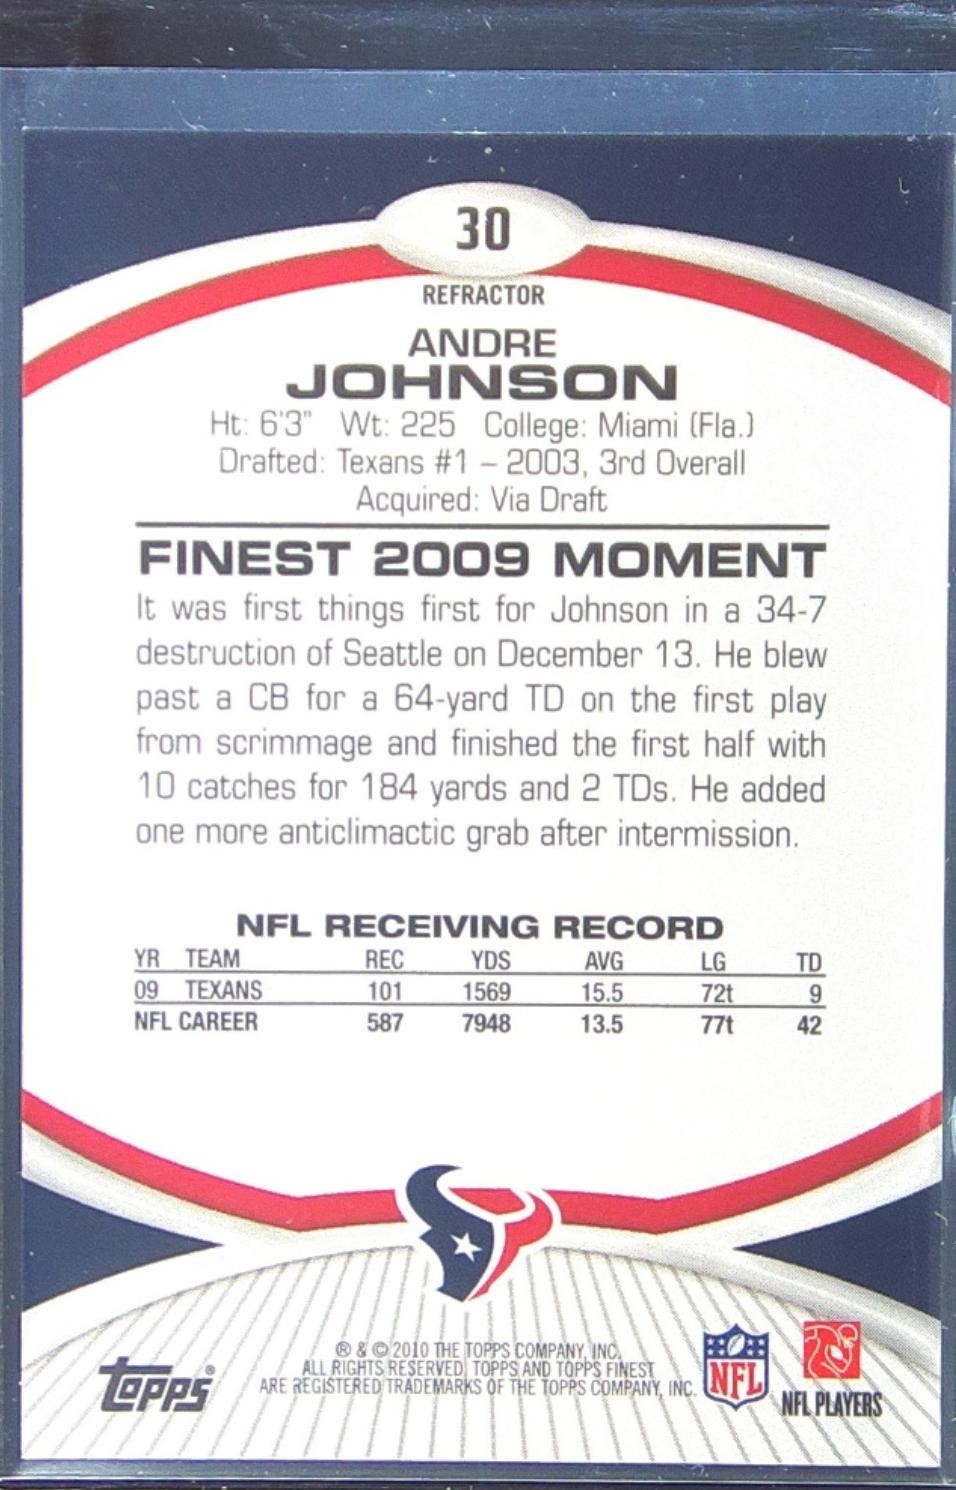 30
REFRACTOR
ANDRE
JOHNSON
Ht: 6'3" Wt: 225 College: Miami (Fla.)
Drafted: Texans #1 – 2003, 3rd Overall
Acquired: Via Draft
FINEST 2009 MOMENT
It was first things first for Johnson in a 34-7
destruction of Seattle on December 13. He blew
past a CB for a 64-yard TD on the first play
from scrimmage and finished the first half with
10 catches for 184 yards and 2 TDs. He added
one more anticlimactic grab after intermission.
NFL RECEIVING RECORD
YR TEAM REC YDS AVG LG TD
09 TEXANS 101 1569 15.5 72t 9
NFL CAREER 587 7948 13.5 77t 42
® & © 2010 THE TOPPS COMPANY, INC.
ALL RIGHTS RESERVED. TOPPS AND TOPPS FINEST
ARE REGISTERED TRADEMARKS OF THE TOPPS COMPANY, INC.
Topps®
NFL
NFL PLAYERS